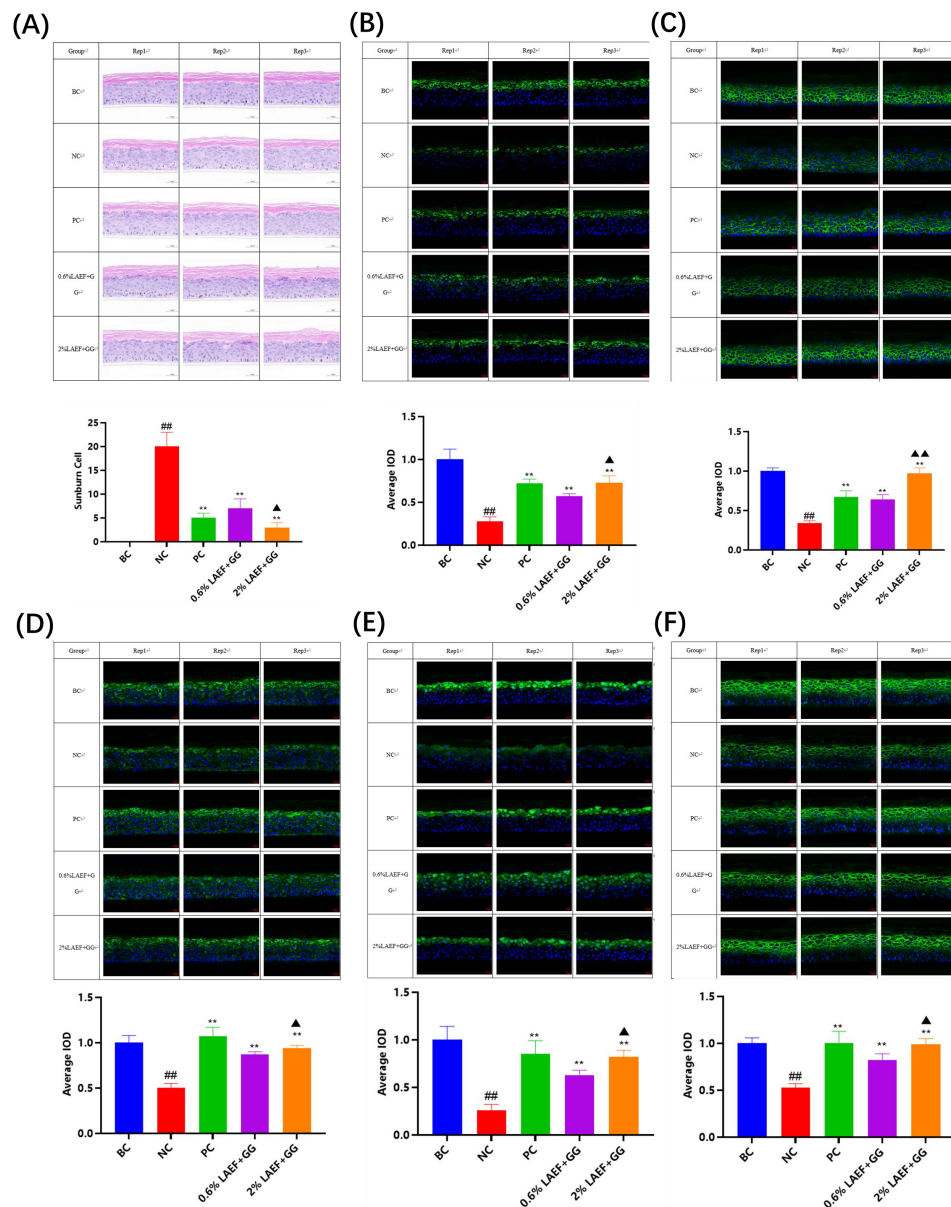 (A)
Group↵ Rep1↵ Rep2↵ Rep3↵
BC↵
NC↵
PC↵
0.6%LAEF+G
G↵
2%LAEF+GG↵
Sunburn Cell
25
20
15
10
5
0
##
**
**
▲
**
BC NC PC 0.6% LAEF+GG 2% LAEF+GG
(B)
Group↵ Rep1↵ Rep2↵ Rep3↵
BC↵
NC↵
PC↵
0.6%LAEF+G
G↵
2%LAEF+GG↵
Average IOD
1.5
1.0
0.5
0.0
##
**
**
▲
**
BC NC PC 0.6% LAEF+GG 2% LAEF+GG
(C)
Group↵ Rep1↵ Rep2↵ Rep3↵
BC↵
NC↵
PC↵
0.6%LAEF+G
G↵
2%LAEF+GG↵
Average IOD
1.5
1.0
0.5
0.0
##
**
**
▲▲
**
BC NC PC 0.6% LAEF+GG 2% LAEF+GG
(D)
Group↵ Rep1↵ Rep2↵ Rep3↵
BC↵
NC↵
PC↵
0.6%LAEF+G
G↵
2%LAEF+GG↵
Average IOD
1.5
1.0
0.5
0.0
##
**
**
▲
**
BC NC PC 0.6% LAEF+GG 2% LAEF+GG
(E)
Group↵ Rep1↵ Rep2↵ Rep3↵
BC↵
NC↵
PC↵
0.6%LAEF+G
G↵
2%LAEF+GG↵
Average IOD
1.5
1.0
0.5
0.0
##
**
**
▲
**
BC NC PC 0.6% LAEF+GG 2% LAEF+GG
(F)
Group↵ Rep1↵ Rep2↵ Rep3↵
BC↵
NC↵
PC↵
0.6%LAEF+G
G↵
2%LAEF+GG↵
Average IOD
1.5
1.0
0.5
0.0
##
**
**
▲
**
BC NC PC 0.6% LAEF+GG 2% LAEF+GG